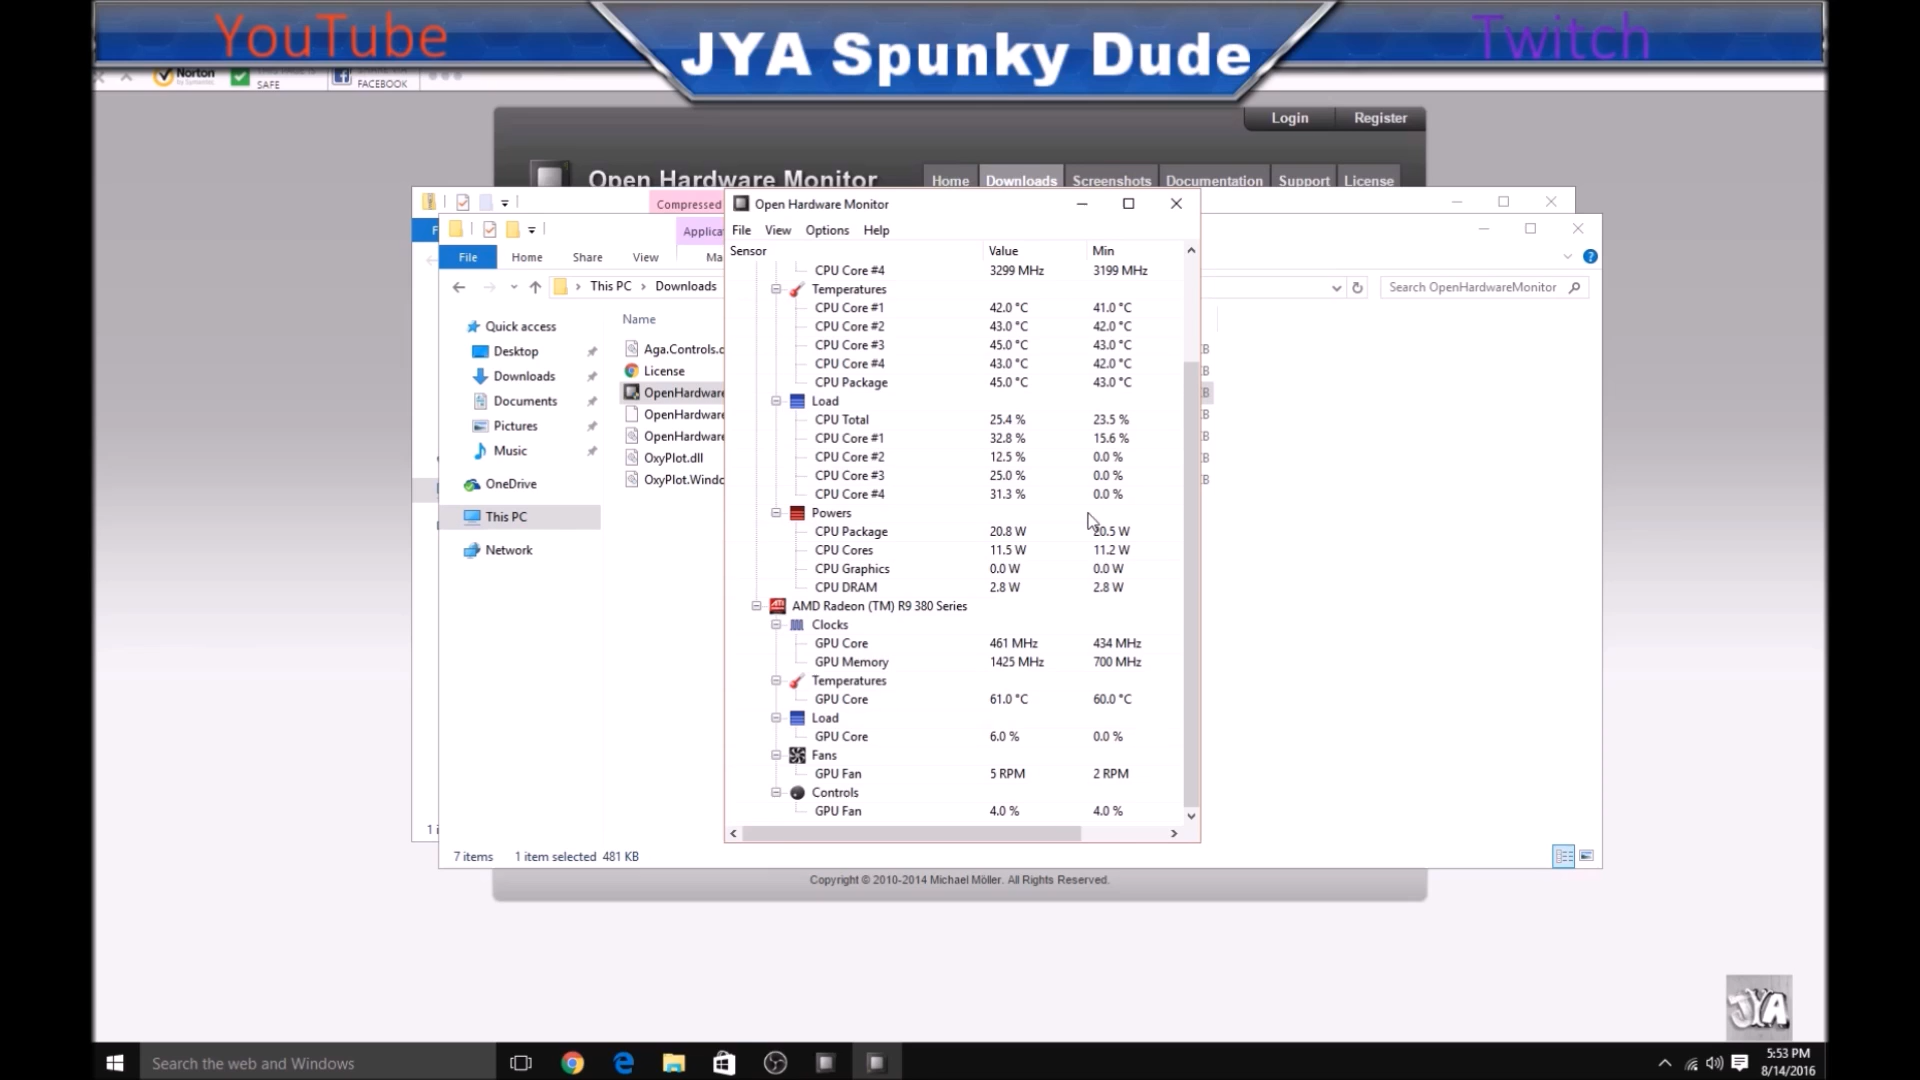 YouTube
JYA Spunky Dude
Twitch
Norton
SAFE
FACEBOOK
Login Register
Open Hardware Monitor
Home Downloads Screenshots Documentation Support License
Compressed
Open Hardware Monitor
File View Options Help
File Home Share View
This PC > Downloads
Search OpenHardwareMonitor
Name
Quick access
Desktop
Downloads
Documents
Pictures
Music
OneDrive
This PC
Network
Aga.Controls.
License
OpenHardware
OpenHardware
OpenHardware
OxyPlot.dll
OxyPlot.Windo
Sensor Value Min
CPU Core #4 3299 MHz 3199 MHz
Temperatures
CPU Core #1 42.0 °C 41.0 °C
CPU Core #2 43.0 °C 42.0 °C
CPU Core #3 45.0 °C 43.0 °C
CPU Core #4 43.0 °C 42.0 °C
CPU Package 45.0 °C 43.0 °C
Load
CPU Total 25.4 % 23.5 %
CPU Core #1 32.8 % 15.6 %
CPU Core #2 12.5 % 0.0 %
CPU Core #3 25.0 % 0.0 %
CPU Core #4 31.3 % 0.0 %
Powers
CPU Package 20.8 W 20.5 W
CPU Cores 11.5 W 11.2 W
CPU Graphics 0.0 W 0.0 W
CPU DRAM 2.8 W 2.8 W
ATI AMD Radeon (TM) R9 380 Series
Clocks
GPU Core 461 MHz 434 MHz
GPU Memory 1425 MHz 700 MHz
Temperatures
GPU Core 61.0 °C 60.0 °C
Load
GPU Core 6.0 % 0.0 %
Fans
GPU Fan 5 RPM 2 RPM
Controls
GPU Fan 4.0 % 4.0 %
7 items 1 item selected 481 KB
Copyright © 2010-2014 Michael Möller. All Rights Reserved.
JYA
Search the web and Windows
5:53 PM
8/14/2016